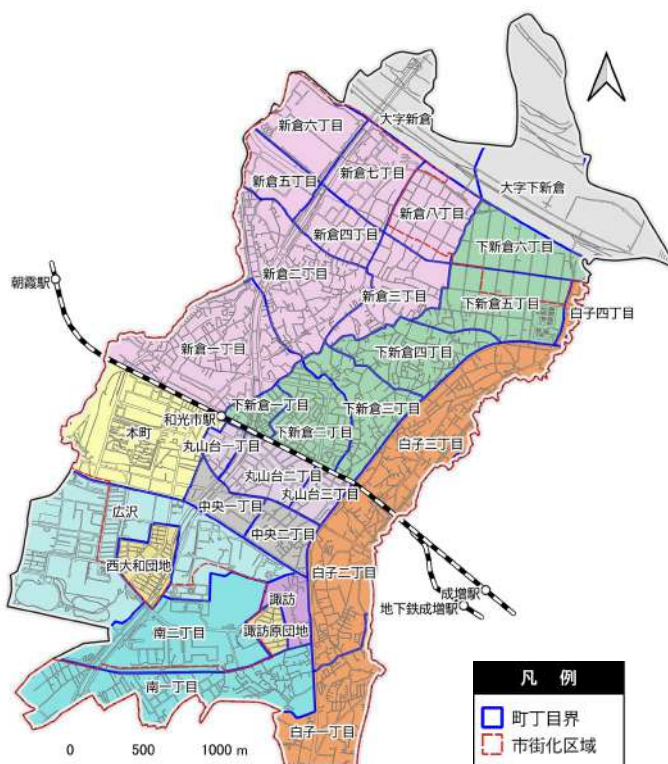 大字新倉
新倉六丁目
大字下新倉
新倉七丁目
新倉五丁目
新倉八丁目
新倉四丁目
下新倉六丁目
新倉二丁目
朝霞駅
新倉三丁目
下新倉五丁目
白子四丁目
新倉一丁目
下新倉四丁目
下新倉一丁目
下新倉三丁目
和光市駅
本町
下新倉二丁目
白子三丁目
丸山台一丁目
丸山台二丁目
丸山台三丁目
中央一丁目
広沢
中央二丁目
西大和団地
白子二丁目
諏訪
成増駅
地下鉄成増駅
南二丁目
諏訪原団地
南一丁目
白子一丁目
凡 例
町丁目界
市街化区域
0 500 1000 m